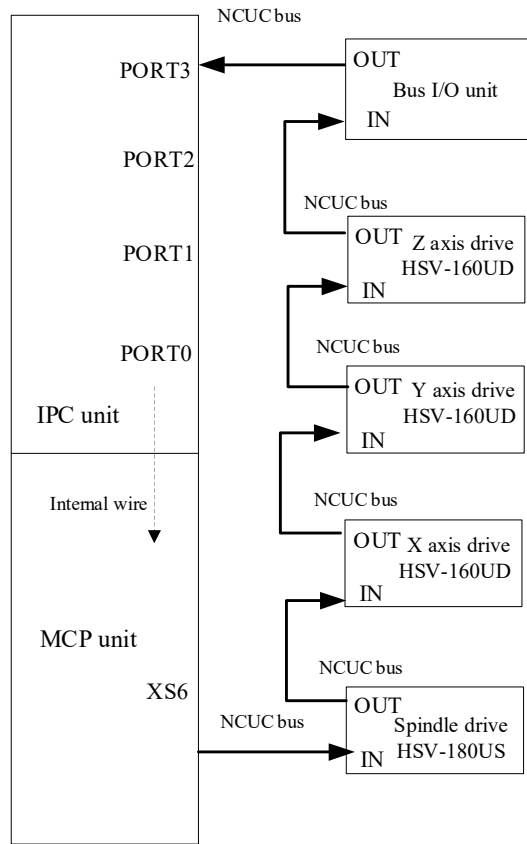 NCUC bus
PORT3
OUT
Bus I/O unit
IN
PORT2
NCUC bus
OUT
Z axis drive
HSV-160UD
IN
PORT1
NCUC bus
PORT0
OUT
Y axis drive
HSV-160UD
IN
IPC unit
Internal wire
NCUC bus
OUT
X axis drive
HSV-160UD
IN
MCP unit
XS6
NCUC bus
OUT
NCUC bus
Spindle drive
HSV-180US
IN